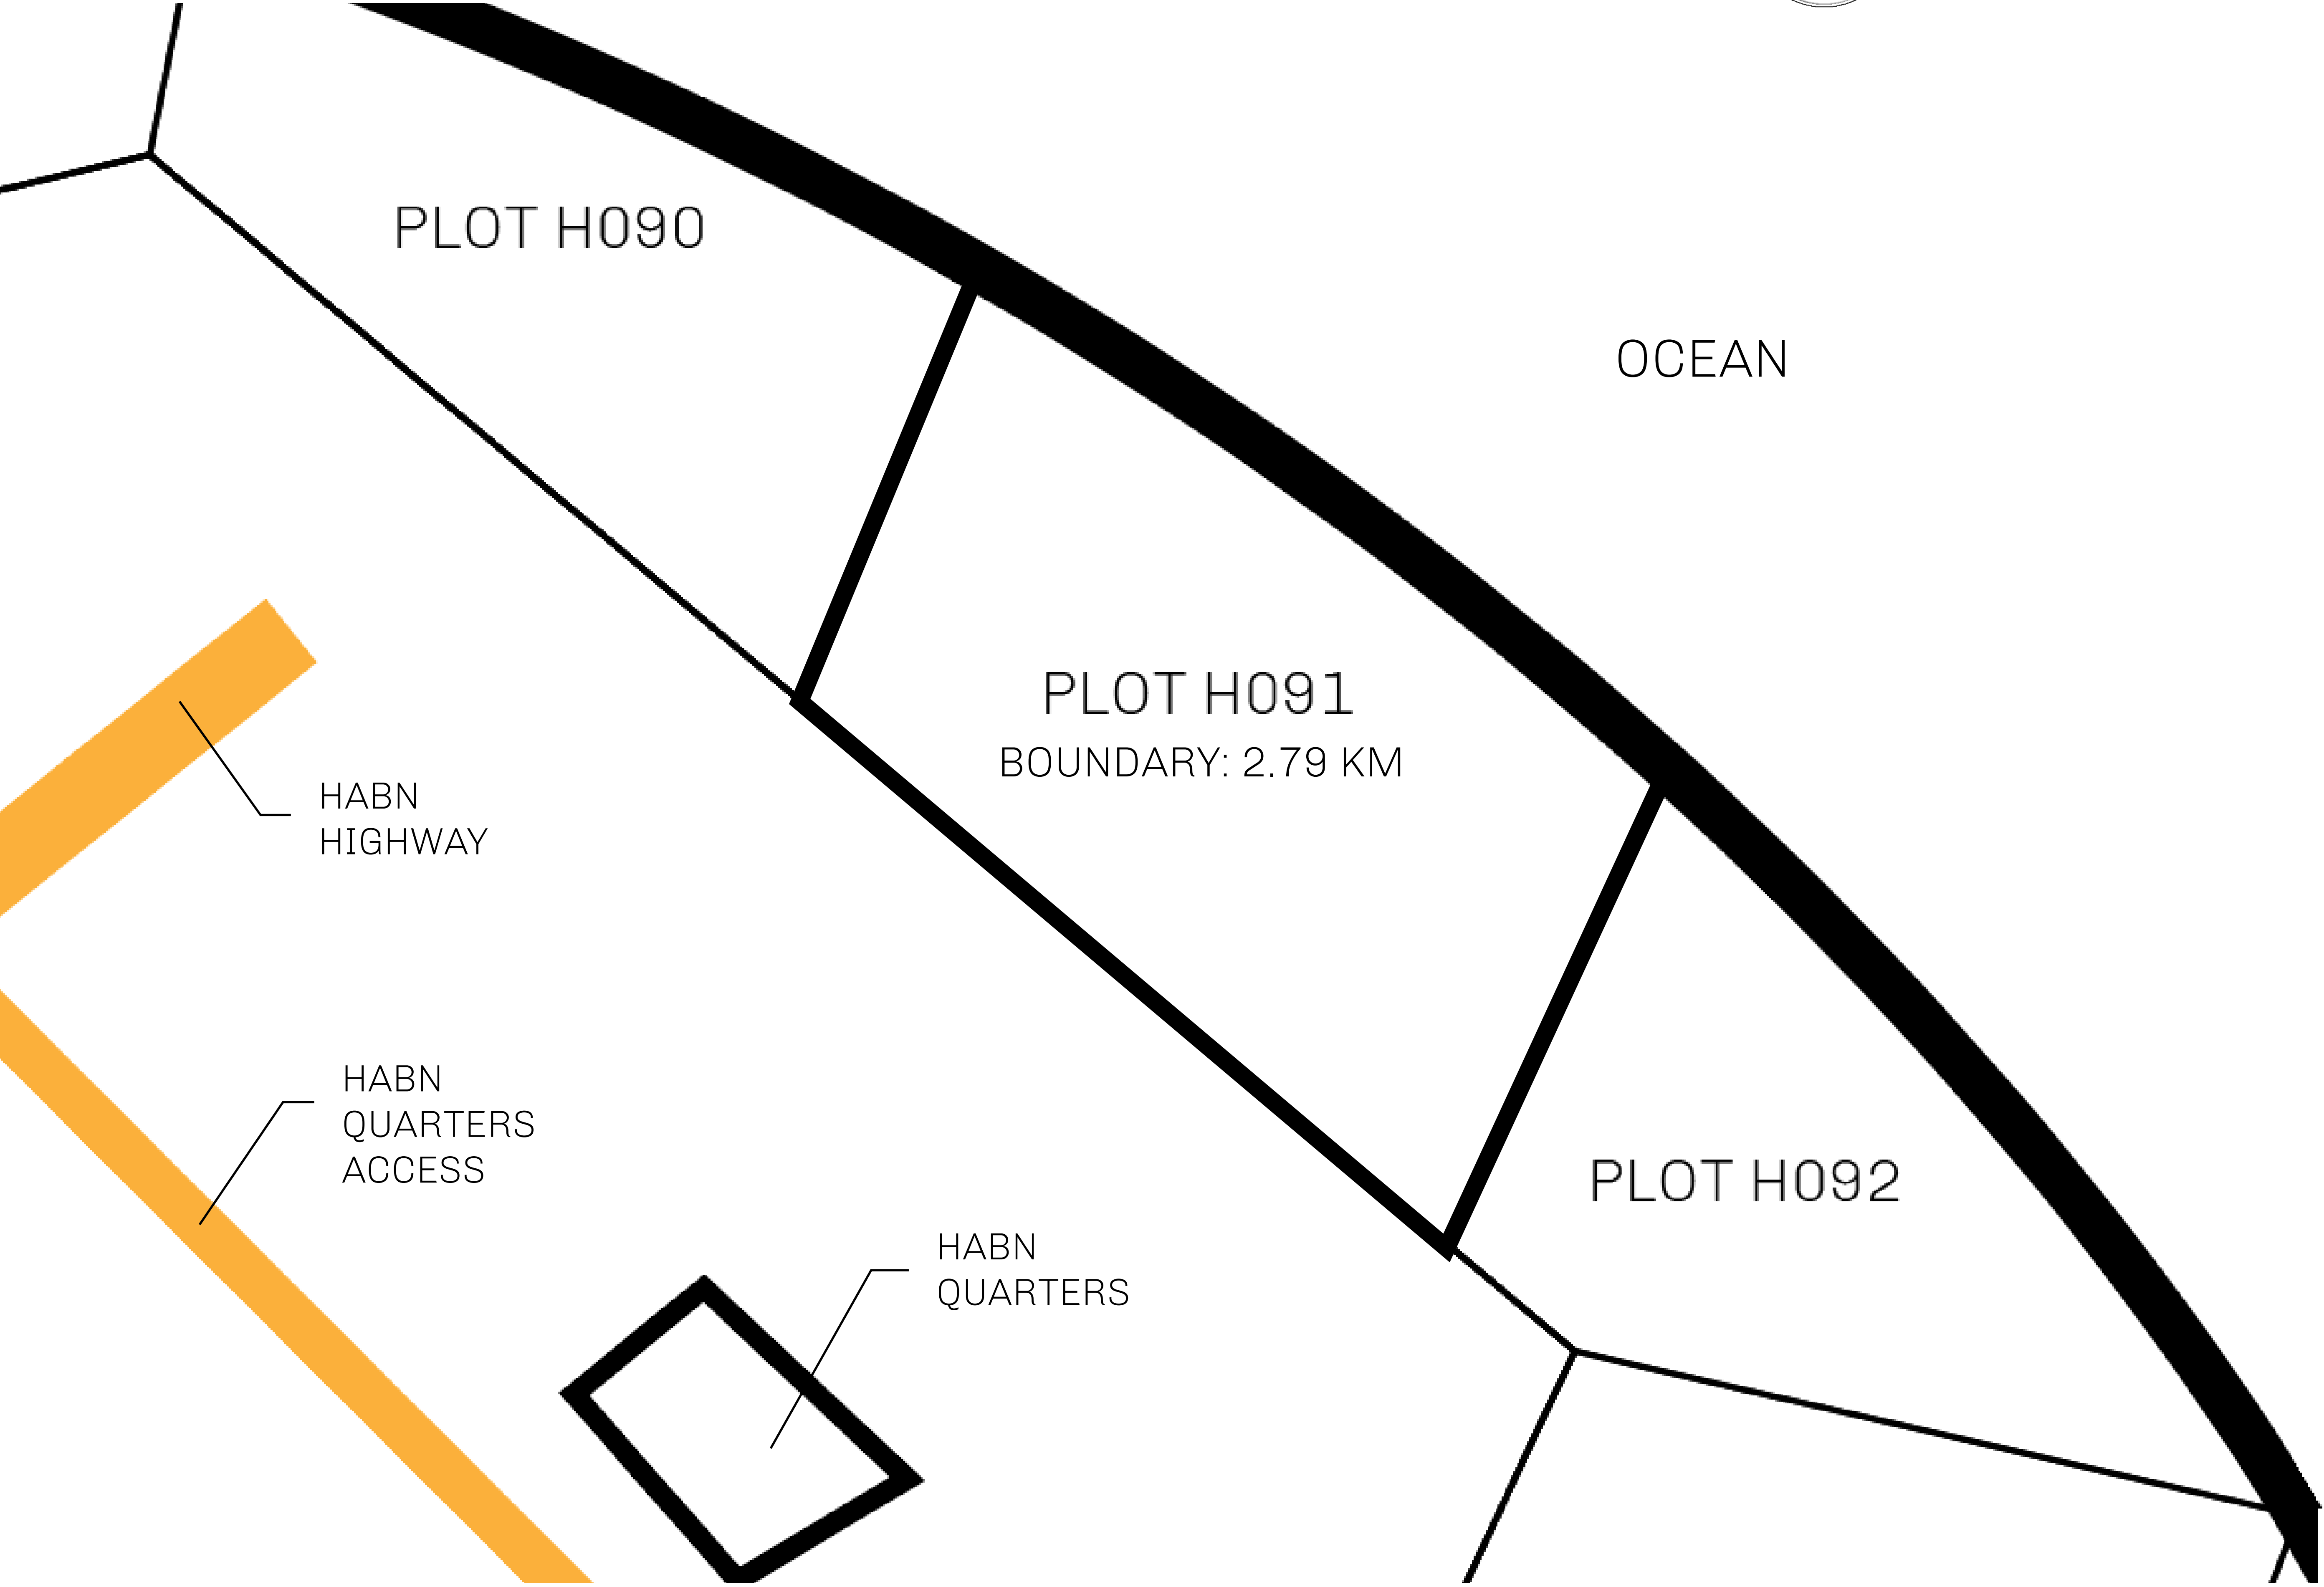 PLOT H090
OCEAN
PLOT H091
BOUNDARY: 2.79 KM
HABN
HIGHWAY
HABN
QUARTERS
ACCESS
PLOT H092
HABN
QUARTERS